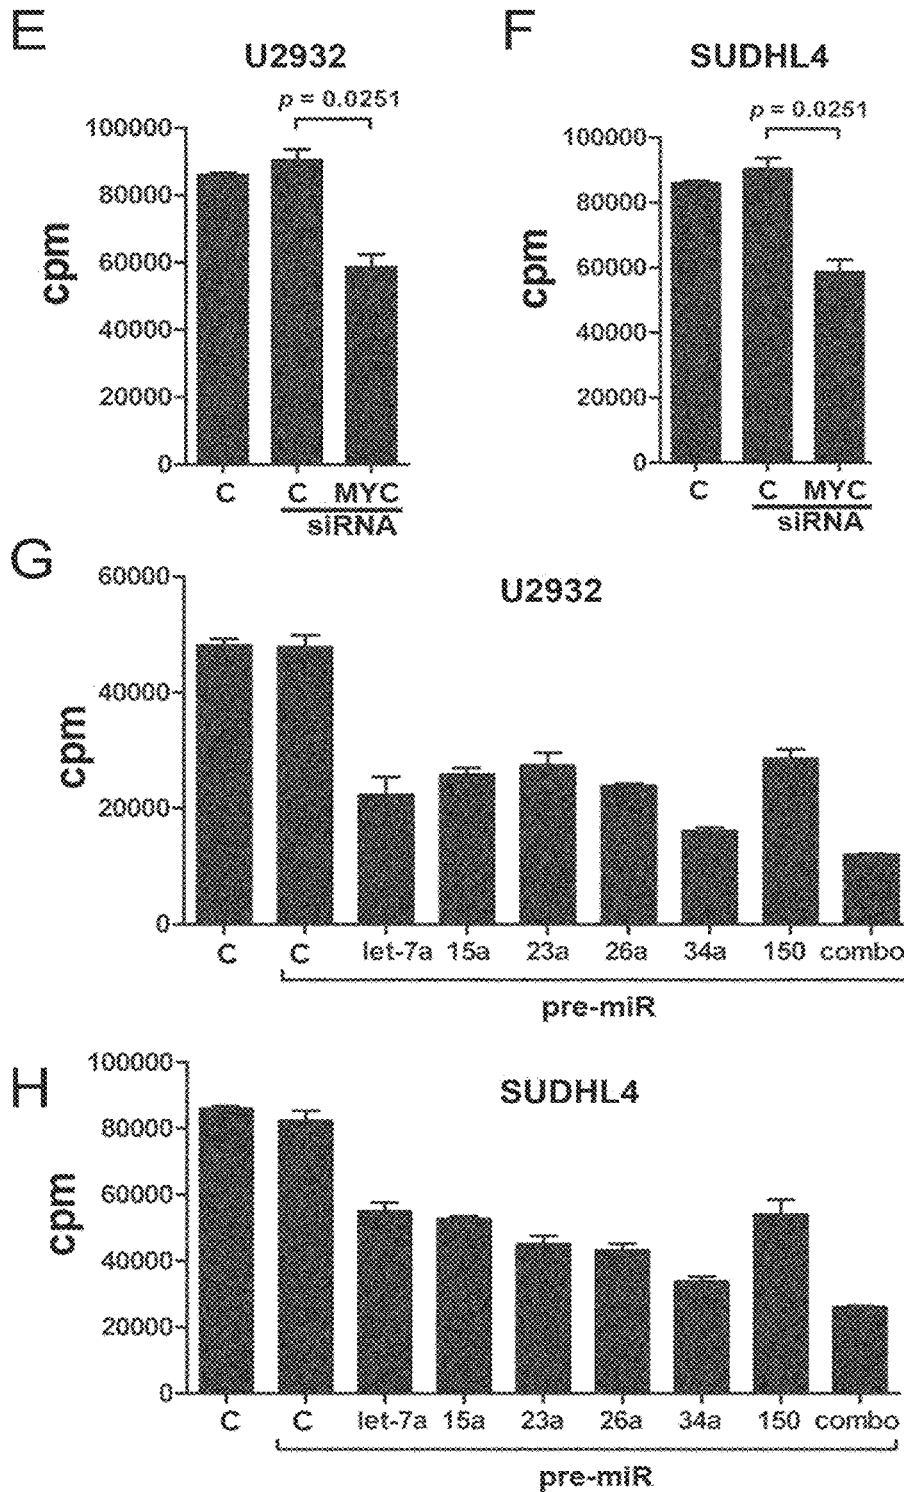 E
U2932
p = 0.0251
100000
80000
60000
40000
20000
0
cpm
C C MYC
siRNA
F
SUDHL4
p = 0.0251
100000
80000
60000
40000
20000
0
cpm
C C MYC
siRNA
G
U2932
60000
40000
20000
0
cpm
C C let-7a 15a 23a 26a 34a 150 combo
pre-miR
H
SUDHL4
100000
80000
60000
40000
20000
0
cpm
C C let-7a 15a 23a 26a 34a 150 combo
pre-miR